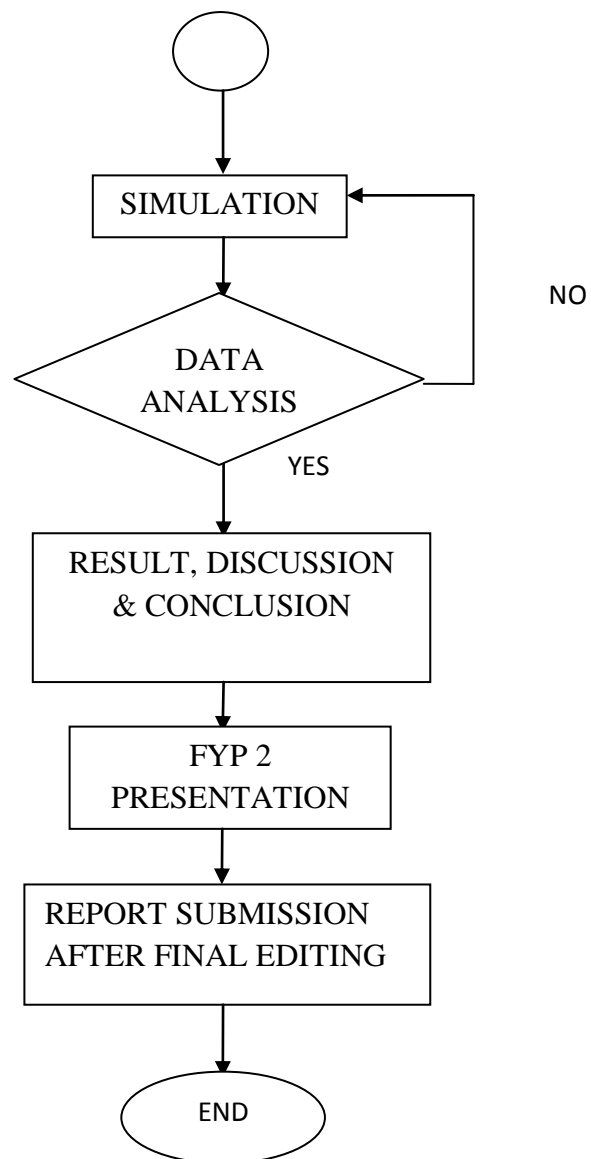 SIMULATION
NO
DATA
ANALYSIS
YES
RESULT, DISCUSSION
& CONCLUSION
FYP 2
PRESENTATION
REPORT SUBMISSION
AFTER FINAL EDITING
END